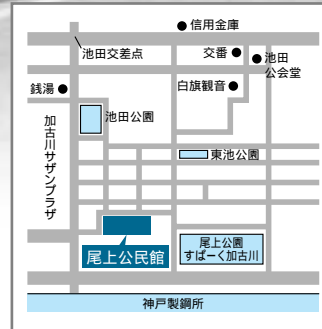 信用金庫
池田交差点
交番
池田
公会堂
銭湯
白旗観音
池田公園
加古川サザンプラザ
東池公園
尾上公民館
尾上公園
すぱーく加古川
神戸製鋼所